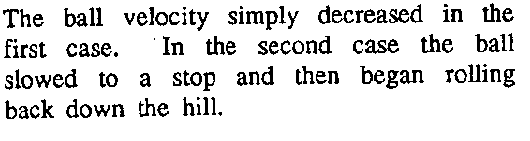 The ball velocity simply decreased in the
first case. In the second case the ball
slowed to a stop and then began rolling
back down the hill.